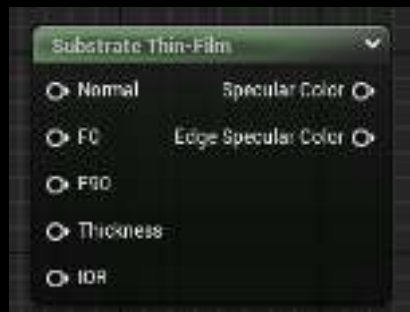 Substrate Thin-Film
Normal Specular Color
F0 Edge Specular Color
F90
Thickness
IOR